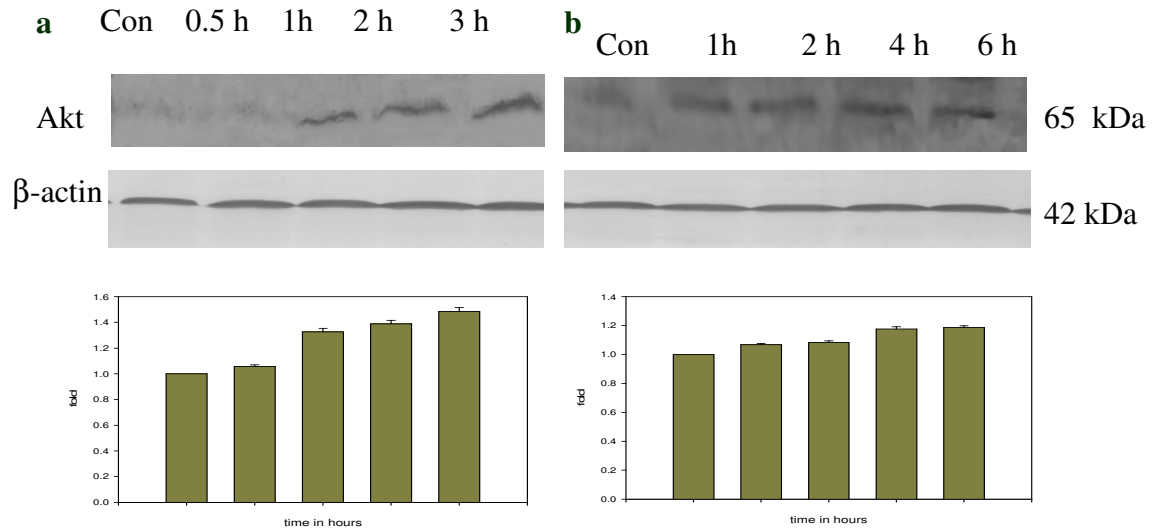 a Con 0.5 h 1h 2 h 3 h
b Con 1h 2 h 4 h 6 h
Akt
65 kDa
β-actin
42 kDa
1.6
1.4
1.2
1.0
0.8
0.6
0.4
0.2
0.0
fold
time in hours
1.4
1.2
1.0
0.8
0.6
0.4
0.2
0.0
fold
time in hours